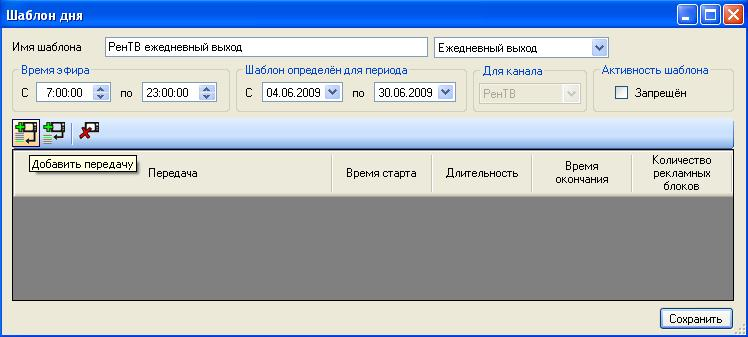 Шаблон дня
Имя шаблона РенТВ ежедневный выход Ежедневный выход
Время эфира Шаблон определён для периода Для канала Активность шаблона
С 7:00:00 по 23:00:00 С 04.06.2009 по 30.06.2009 РенТВ Запрещён
Добавить передачу
Передача Время старта Длительность Время окончания Количество рекламных блоков
Сохранить